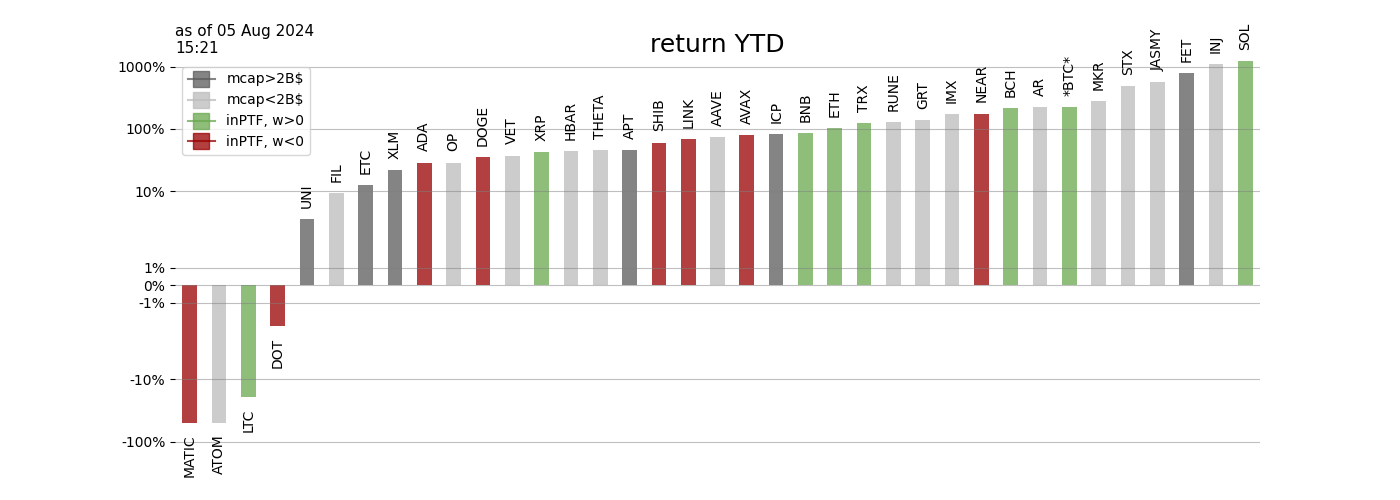 as of 05 Aug 2024
15:21
return YTD
1000%
100%
10%
1%
0%
-1%
-10%
-100%
mcap>2B$
mcap<2B$
inPTF, w>0
inPTF, w<0
MATIC
ATOM
LTC
DOT
UNI
FIL
ETC
XLM
ADA
OP
DOGE
VET
XRP
HBAR
THETA
APT
SHIB
LINK
AAVE
AVAX
ICP
BNB
ETH
TRX
RUNE
GRT
IMX
NEAR
BCH
AR
*BTC*
MKR
STX
JASMY
FET
INJ
SOL